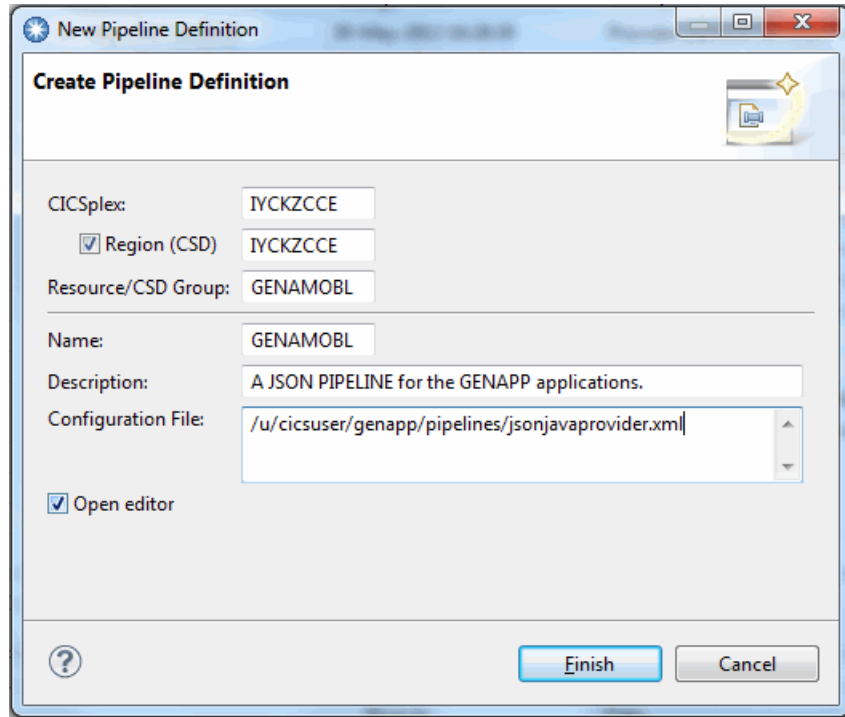 New Pipeline Definition
Create Pipeline Definition
CICSplex: IYCKZCCE
Region (CSD) IYCKZCCE
Resource/CSD Group: GENAMOBL
Name: GENAMOBL
Description: A JSON PIPELINE for the GENAPP applications.
Configuration File: /u/cicsuser/genapp/pipelines/jsonjavaprovider.xml
Open editor
? Finish Cancel